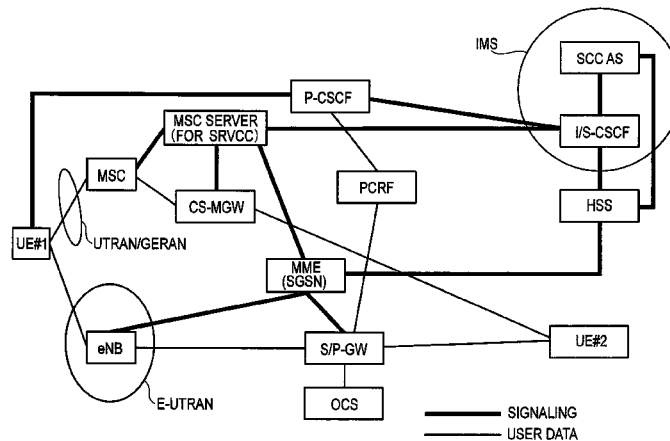 IMS
SCC AS
P-CSCF
MSC SERVER
(FOR SRVCC)
I/S-CSCF
MSC
PCRF
HSS
CS-MGW
UE#1
UTRAN/GERAN
MME
(SGSN)
eNB
S/P-GW
UE#2
E-UTRAN
OCS
SIGNALING
USER DATA